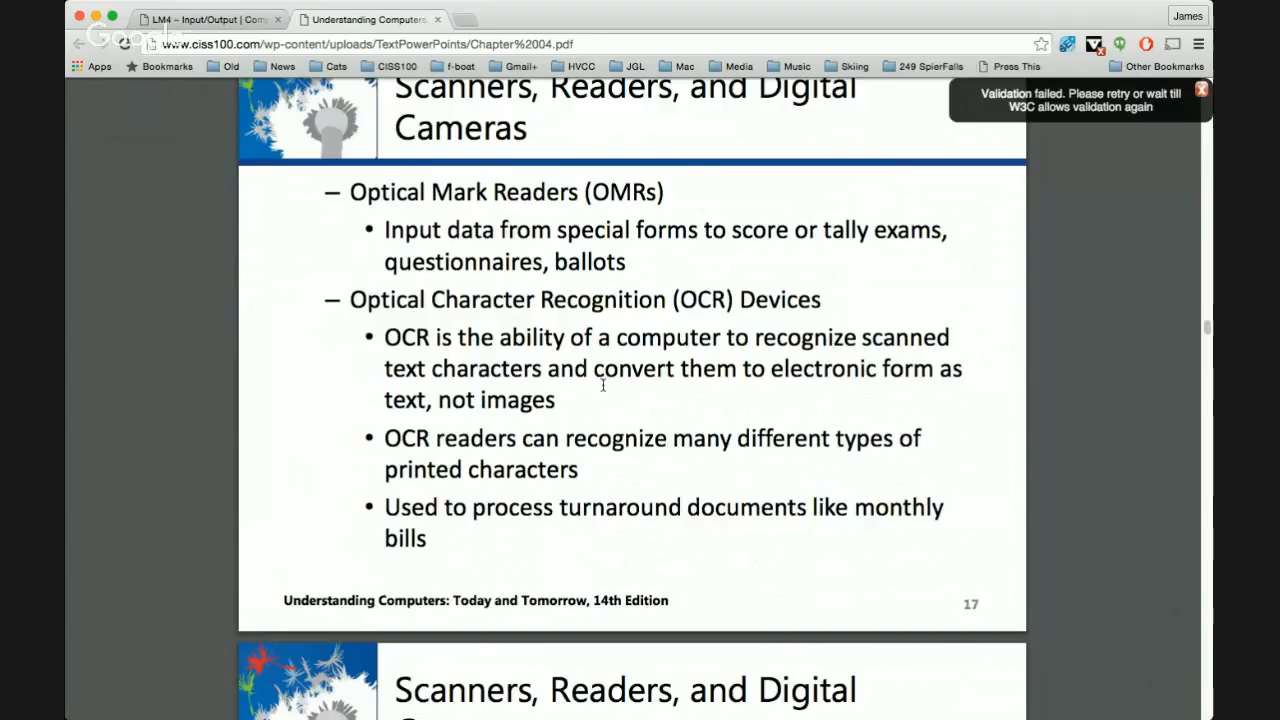 LM4 – Input/Output | Com
Understanding Computers,
James
Google
www.ciss100.com/wp-content/uploads/TextPowerPoints/Chapter%2004.pdf
Apps
Bookmarks
Old
News
Cats
CISS100
f-boat
Gmail+
HVCC
JGL
Mac
Media
Music
Skiing
249 SpierFalls
Press This
Other Bookmarks
Validation failed. Please retry or wait till
W3C allows validation again
Scanners, Readers, and Digital
Cameras
– Optical Mark Readers (OMRs)
• Input data from special forms to score or tally exams,
questionnaires, ballots
– Optical Character Recognition (OCR) Devices
• OCR is the ability of a computer to recognize scanned
text characters and convert them to electronic form as
text, not images
• OCR readers can recognize many different types of
printed characters
• Used to process turnaround documents like monthly
bills
Understanding Computers: Today and Tomorrow, 14th Edition
17
Scanners, Readers, and Digital